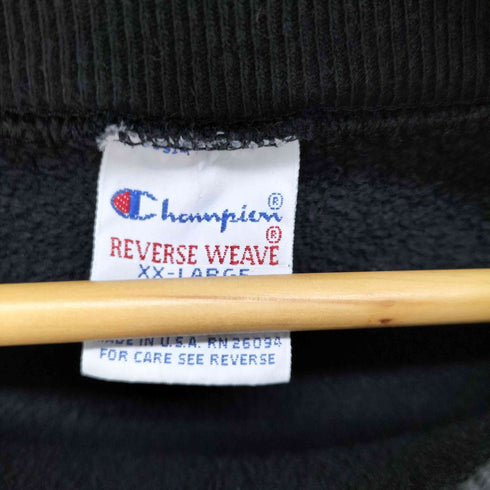 Champion®
REVERSE WEAVE®
XX-LARGE
MADE IN U.S.A. RN 26094
FOR CARE SEE REVERSE